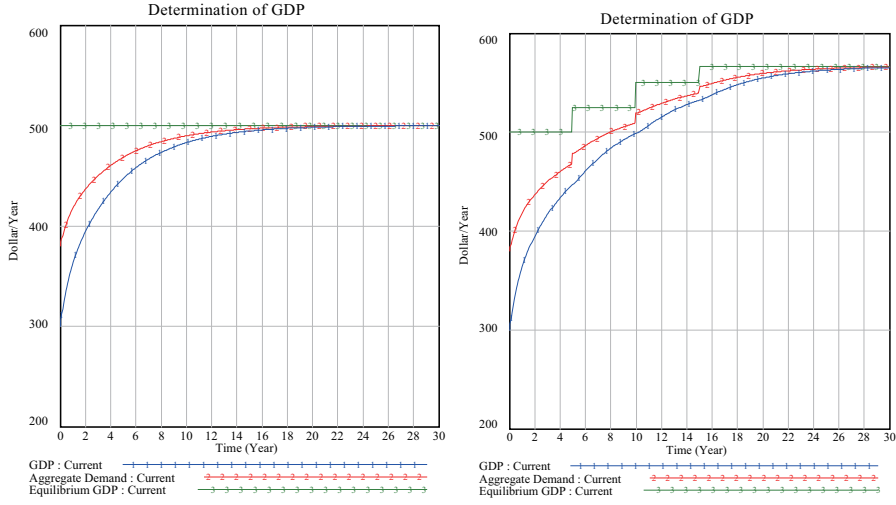 Determination of GDP
600
500
400
300
200
Dollar/Year
0 2 4 6 8 10 12 14 16 18 20 22 24 26 28 30
Time (Year)
GDP : Current
Aggregate Demand : Current
Equilibrium GDP : Current
Determination of GDP
600
500
400
300
200
Dollar/Year
0 2 4 6 8 10 12 14 16 18 20 22 24 26 28 30
Time (Year)
GDP : Current
Aggregate Demand : Current
Equilibrium GDP : Current